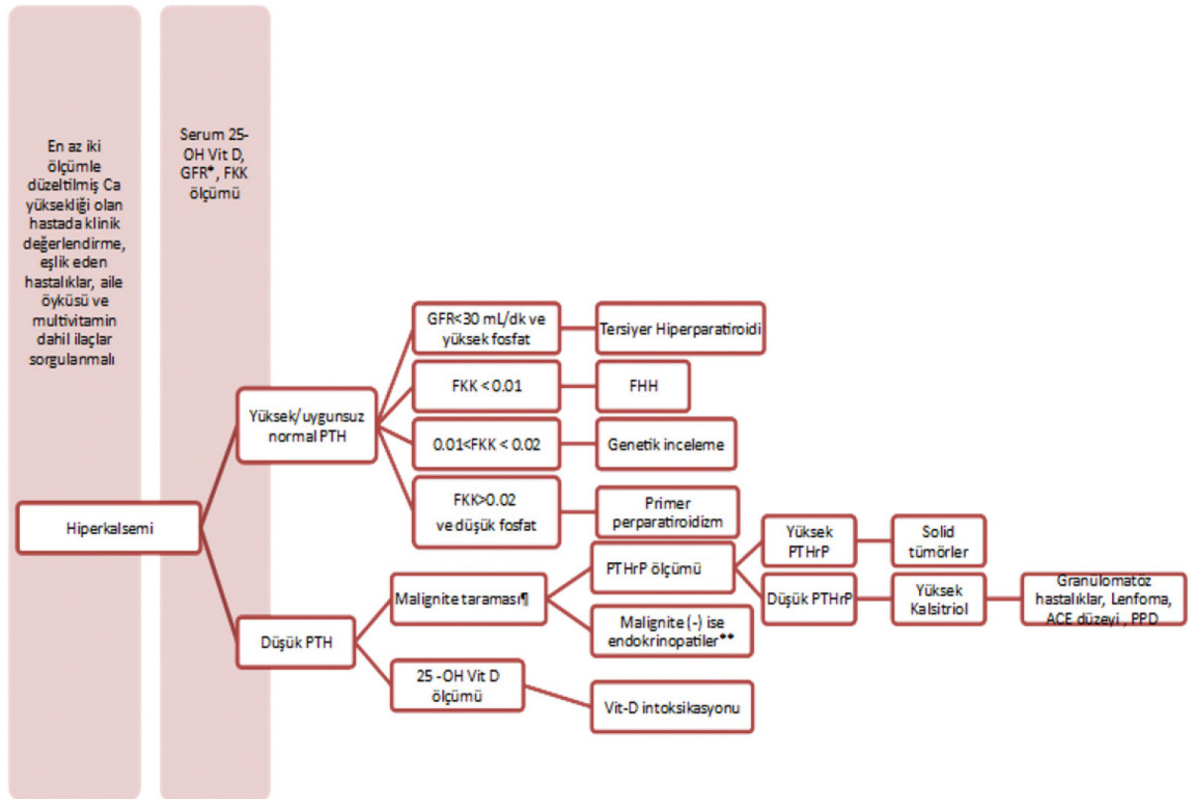 En az iki
ölçümle
düzeltilmiş Ca
yüksekliği olan
hastada klinik
değerlendirme,
eşlik eden
hastalıklar, aile
öyküsü ve
multivitamin
dahil ilaçlar
sorgulanmalı
Serum 25-
OH Vit D,
GFR*, FKK
ölçümü
Hiperkalsemi
Yüksek/uygunsuz
normal PTH
GFR<30 mL/dk ve
yüksek fosfat
Tersiyer Hiperparatiroidi
FKK < 0.01
FHH
0.01<FKK < 0.02
Genetik inceleme
FKK>0.02
ve düşük fosfat
Primer
perparatiroidizm
Düşük PTH
Malignite taraması¶
PTHrP ölçümü
Yüksek
PTHrP
Solid
tümörler
Düşük PTHrP
Yüksek
Kalsitriol
Granülomatöz
hastalıklar, Lenfoma,
ACE düzeyi , PPD
Malignite (-) ise
endokrinopatiler**
25 -OH Vit D
ölçümü
Vit-D intoksikasyonu